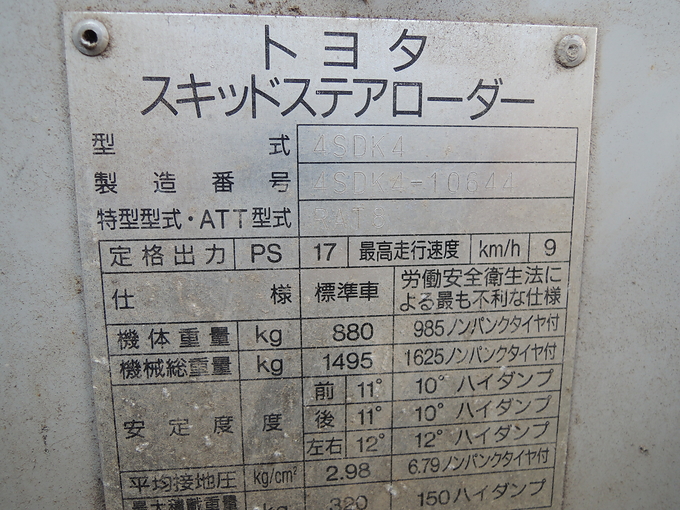 トヨタ
スキッドステアローダー
型式 4SDK4
製造番号 4SDK4-10644
特型型式・ATT型式
定格出力 PS 17 最高走行速度 km/h 9
仕様 標準車 労働安全衛生法に
よる最も不利な仕様
機体重量 kg 880 985ノンパンクタイヤ付
機械総重量 kg 1495 1625ノンパンクタイヤ付
安定度 度 前 11° 10° ハイダンプ
後 11° 10° ハイダンプ
左右 12° 12° ハイダンプ
平均接地圧 kg/cm² 2.98 6.79ノンパンクタイヤ付
最大積載重量 kg 320 150ハイダンプ